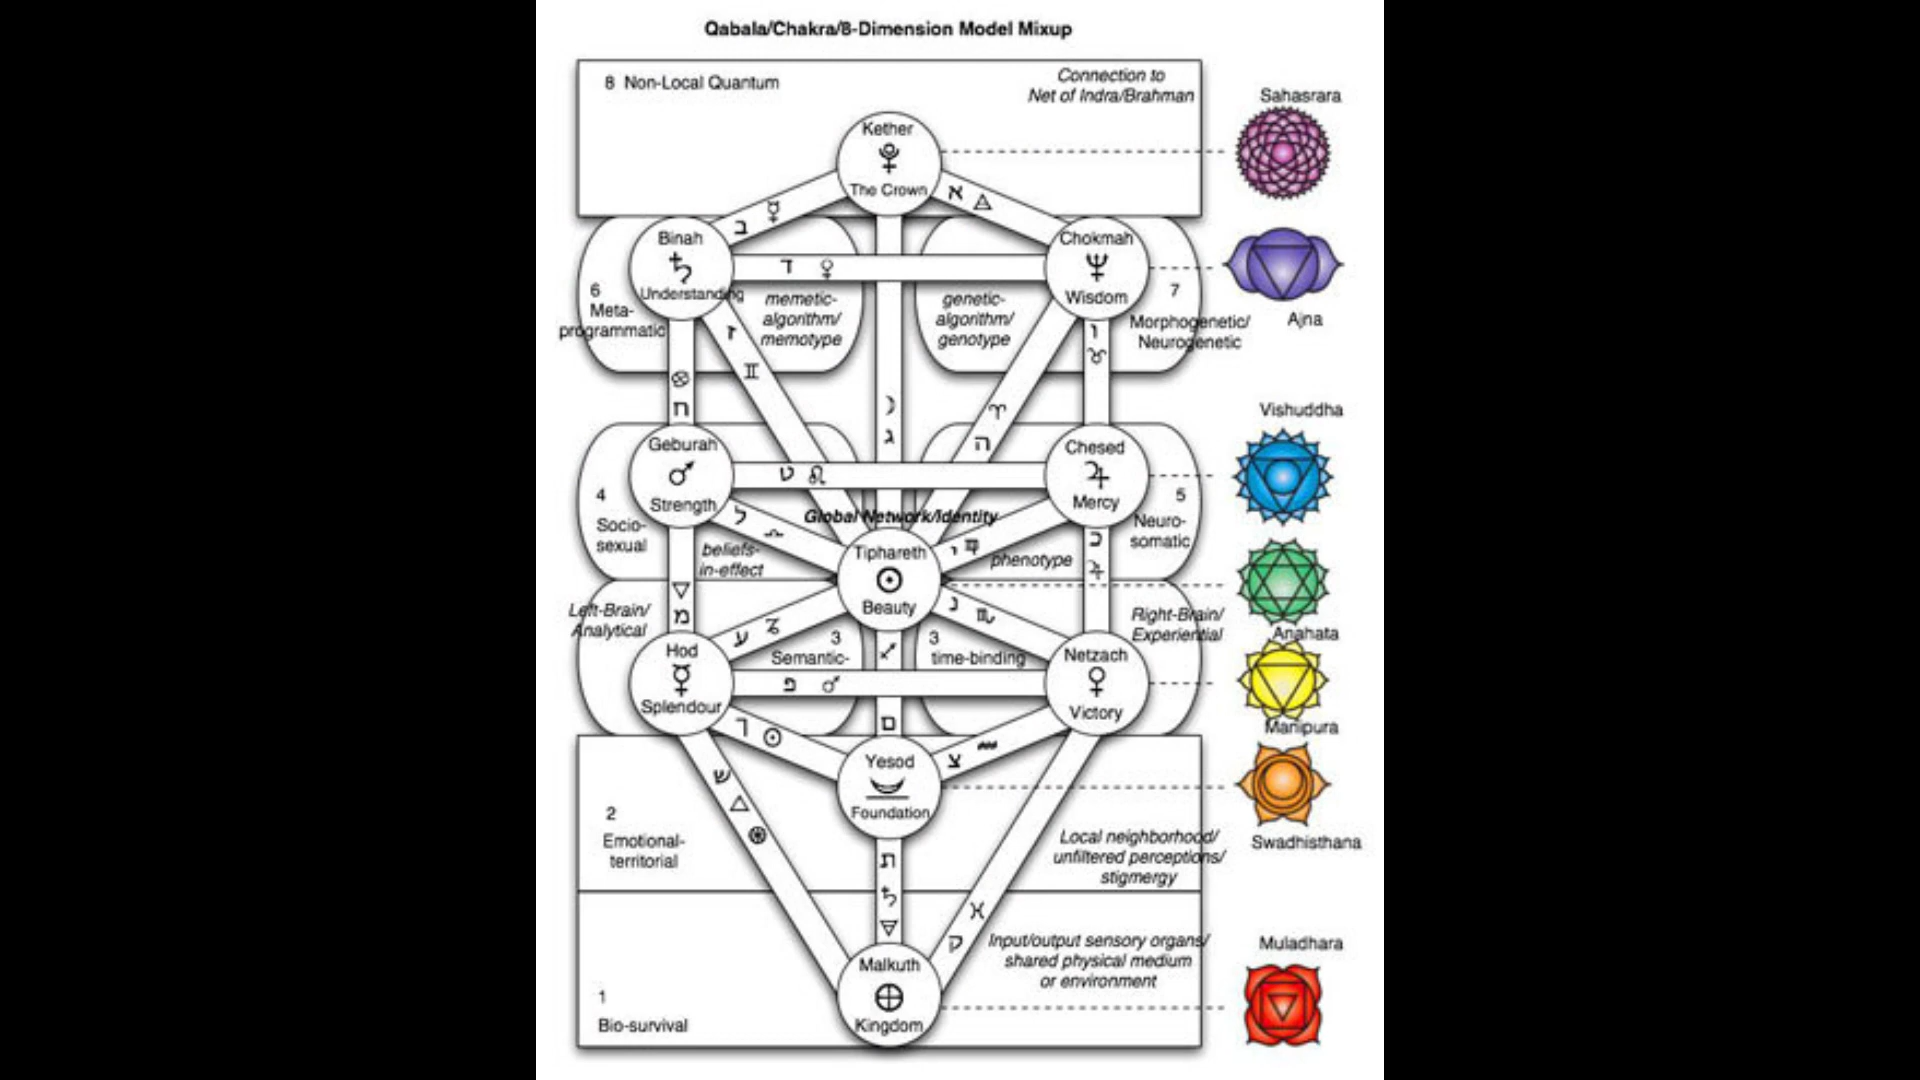 Qabala/Chakra/8-Dimension Model Mixup
8 Non-Local Quantum
Connection to
Net of Indra/Brahman
Sahasrara
Kether
The Crown
א
ב
Binah
Understanding
Chokmah
Wisdom
ד
6
Meta-
programmatic
memetic-
algorithm/
memotype
genetic-
algorithm/
genotype
7
Morphogenetic/
Neurogenetic
Ajna
ז
ו
ח
ג
ה
Vishuddha
Geburah
Strength
Chesed
Mercy
ט
4
Socio-
sexual
5
Neuro-
somatic
Global Network/Identity
ל
י
כ
beliefs-
in-effect
phenotype
Tiphareth
Beauty
Left-Brain/
Analytical
Right-Brain/
Experiential
מ
נ
ע
Anahata
Hod
Splendour
3
Semantic-
3
time-binding
Netzach
Victory
פ
Manipura
ך
ם
צ
Yesod
Foundation
ש
2
Emotional-
territorial
Local neighborhood/
unfiltered perceptions/
stigmergy
Swadhisthana
ת
ק
Input/output sensory organs/
shared physical medium
or environment
Muladhara
Malkuth
Kingdom
1
Bio-survival